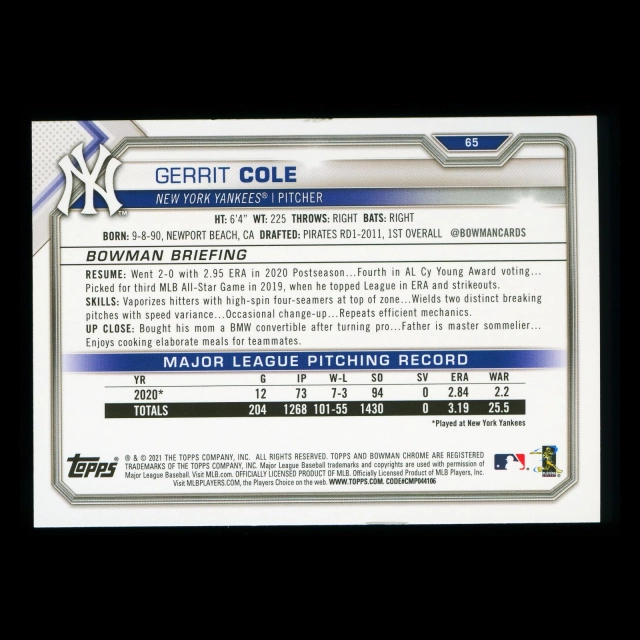 65
GERRIT COLE
NEW YORK YANKEES® | PITCHER
HT: 6'4" WT: 225 THROWS: RIGHT BATS: RIGHT
BORN: 9-8-90, NEWPORT BEACH, CA DRAFTED: PIRATES RD1-2011, 1ST OVERALL @BOWMANCARDS
BOWMAN BRIEFING
RESUME: Went 2-0 with 2.95 ERA in 2020 Postseason...Fourth in AL Cy Young Award voting...
Picked for third MLB All-Star Game in 2019, when he topped League in ERA and strikeouts.
SKILLS: Vaporizes hitters with high-spin four-seamers at top of zone...Wields two distinct breaking
pitches with speed variance...Occasional change-up...Repeats efficient mechanics.
UP CLOSE: Bought his mom a BMW convertible after turning pro...Father is master sommelier...
Enjoys cooking elaborate meals for teammates.
MAJOR LEAGUE PITCHING RECORD
YR G IP W-L SO SV ERA WAR
2020* 12 73 7-3 94 0 2.84 2.2
TOTALS 204 1268 101-55 1430 0 3.19 25.5
*Played at New York Yankees
TOPPS®
® & © 2021 THE TOPPS COMPANY, INC. ALL RIGHTS RESERVED. TOPPS AND BOWMAN CHROME ARE REGISTERED
TRADEMARKS OF THE TOPPS COMPANY, INC. Major League Baseball trademarks and copyrights are used with permission of
Major League Baseball. Visit MLB.com. OFFICIALLY LICENSED PRODUCT OF MLB. Officially Licensed Product of MLB Players, Inc.
Visit MLBPLAYERS.COM, the Players Choice on the web. WWW.TOPPS.COM. CODE#CMP044106